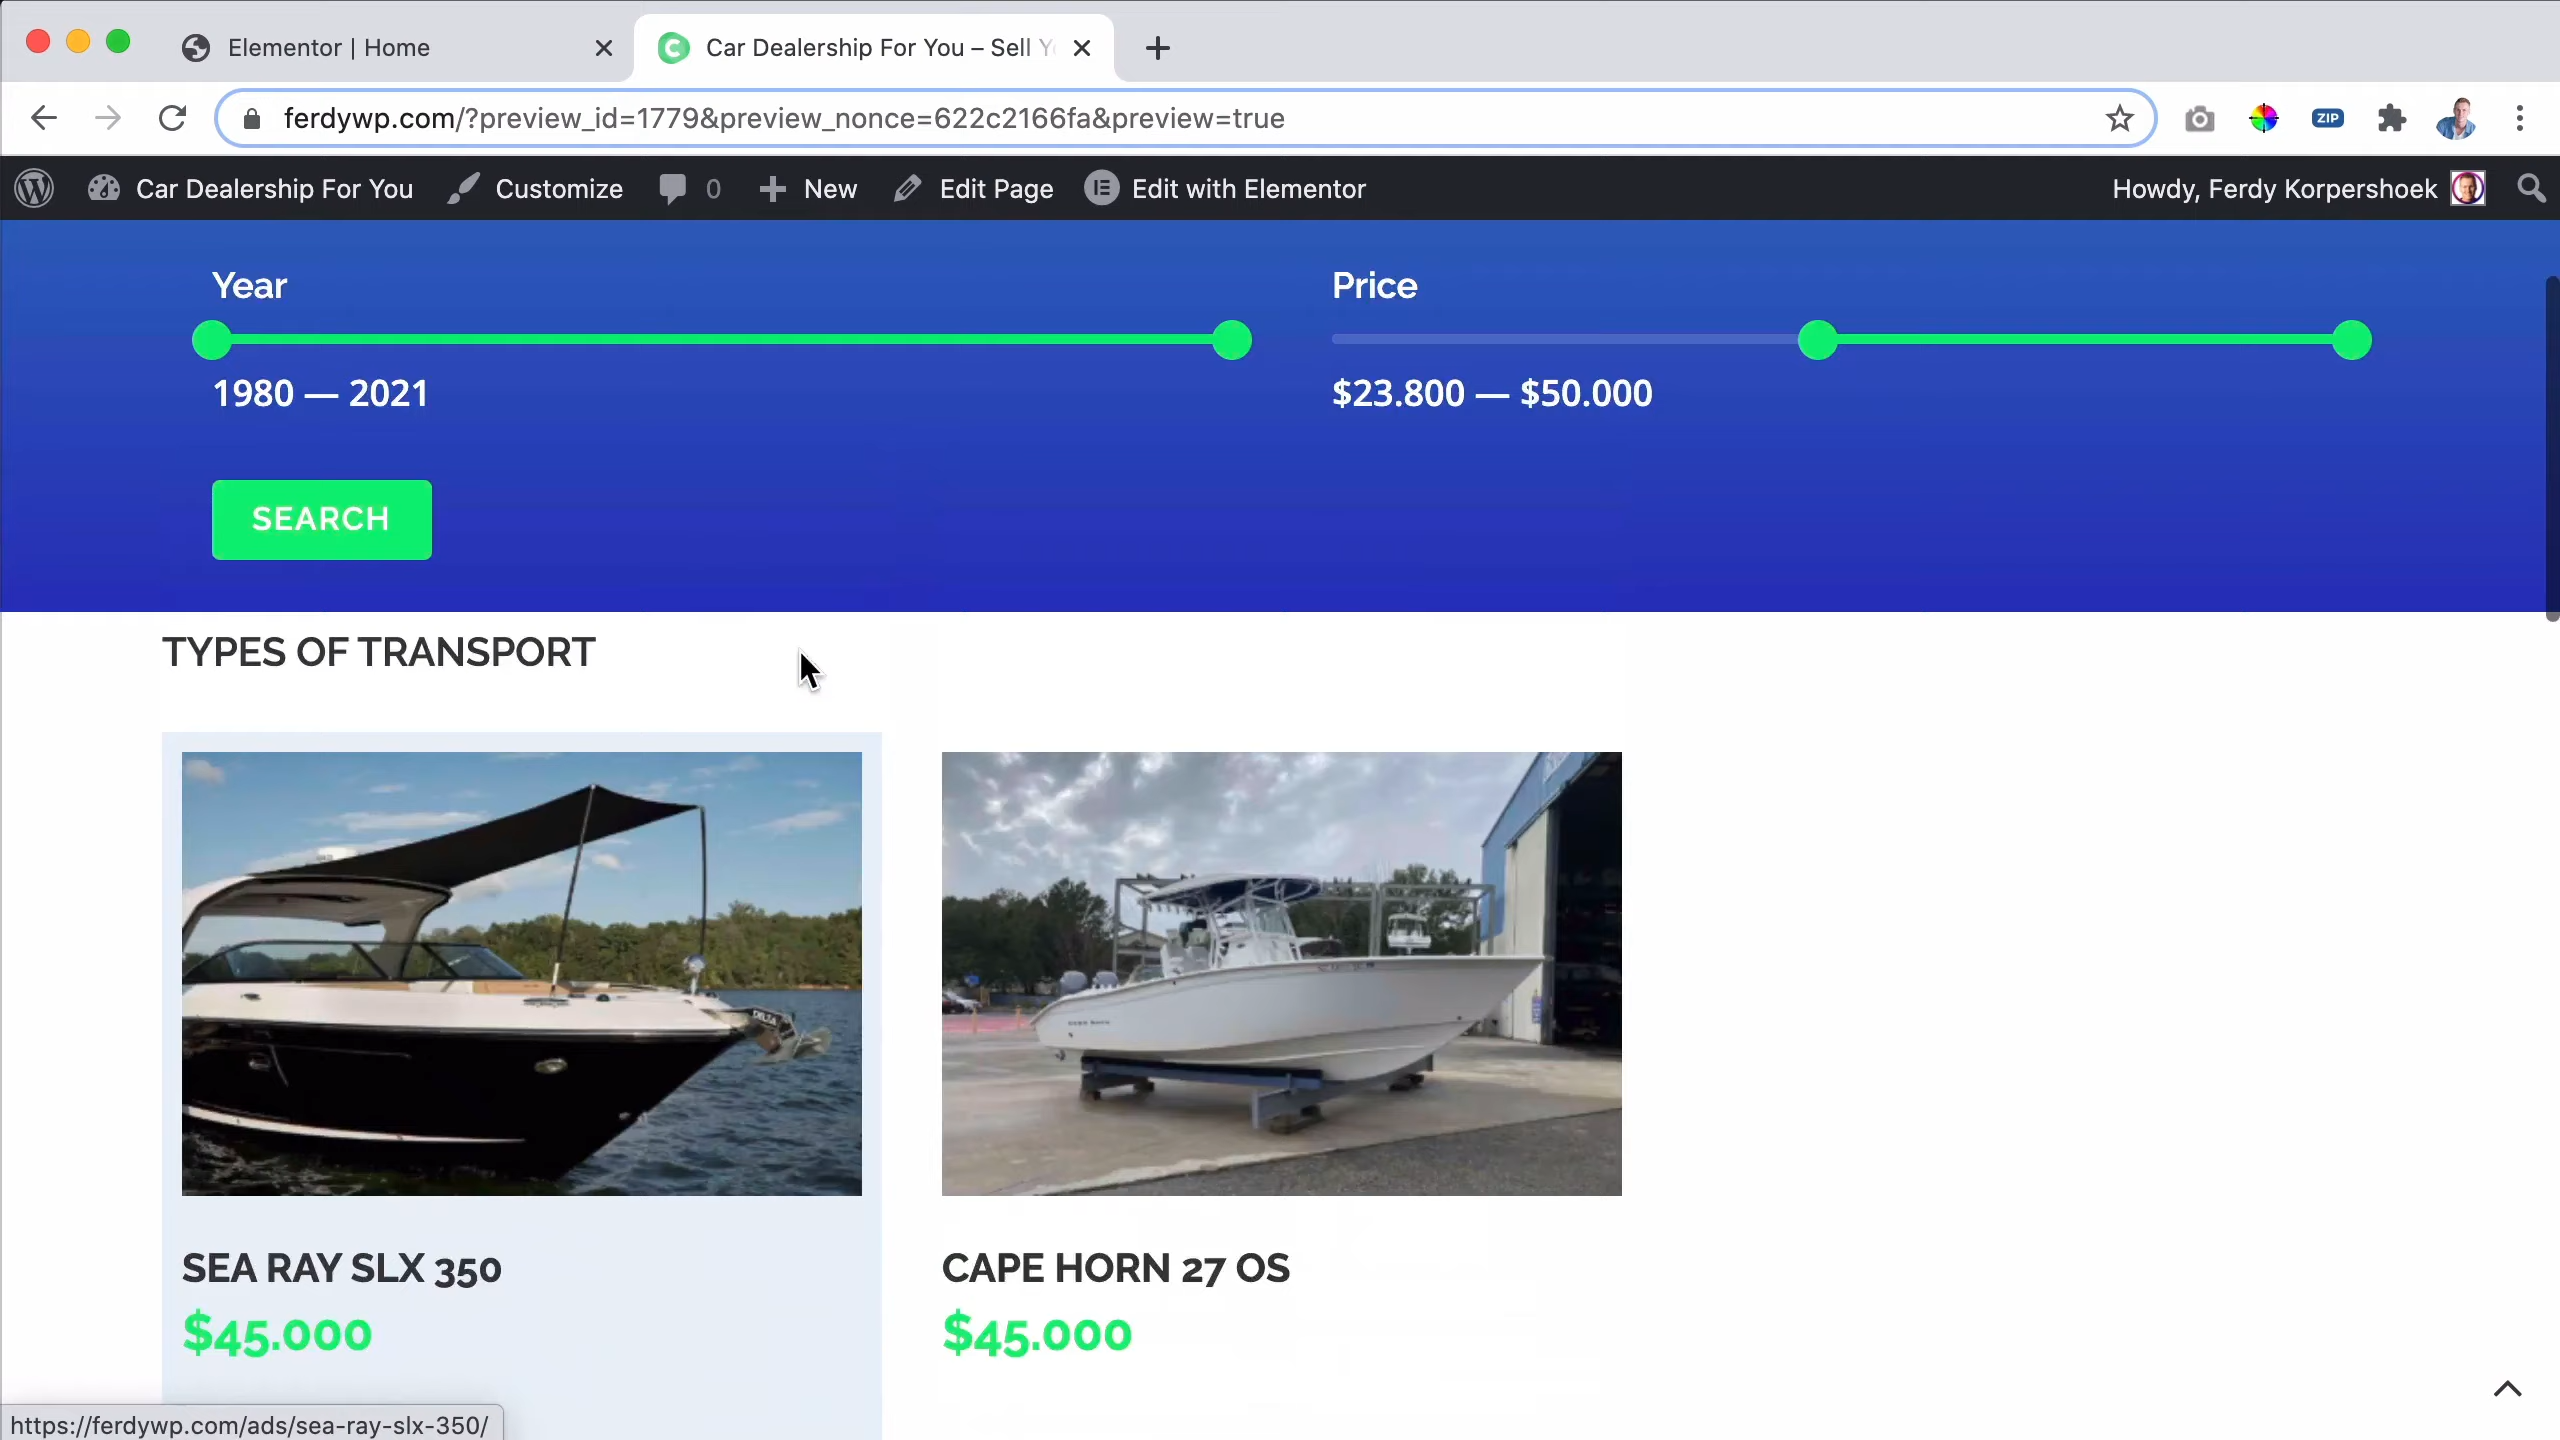 Elementor | Home
Car Dealership For You – Sell Y
ferdywp.com/?preview_id=1779&preview_nonce=622c2166fa&preview=true
ZIP
Car Dealership For You
Customize
0
New
Edit Page
Edit with Elementor
Howdy, Ferdy Korpershoek
Year
Price
1980 — 2021
$23.800 — $50.000
SEARCH
TYPES OF TRANSPORT
DELTA
SEA RAY SLX 350
CAPE HORN 27 OS
$45.000
$45.000
https://ferdywp.com/ads/sea-ray-slx-350/